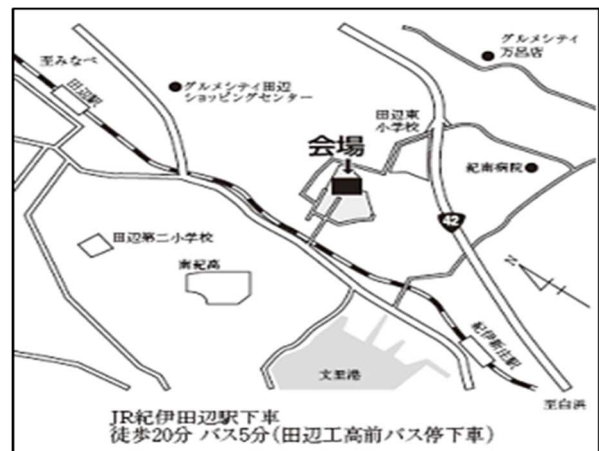 グルメシティ
万呂店
至みなべ
田辺駅
グルメシティ田辺
ショッピングセンター
田辺東
小学校
会場
紀南病院
42
田辺第二小学校
南紀高
N
紀伊新庄駅
文里港
至白浜
JR紀伊田辺駅下車
徒歩20分 バス5分(田辺工高前バス停下車)